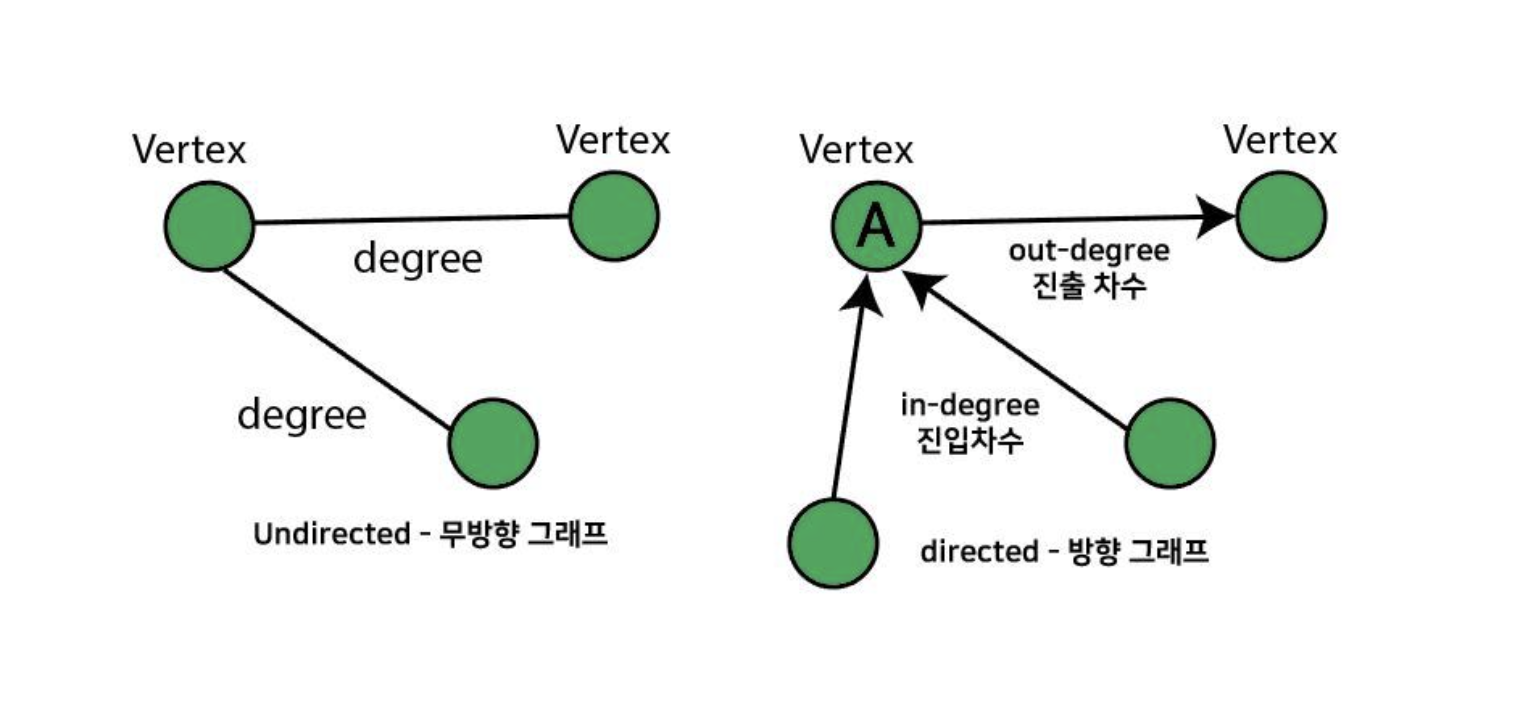 Vertex
Vertex
degree
degree
Undirected - 무방향 그래프
Vertex
Vertex
A
out-degree
진출 차수
in-degree
진입차수
directed - 방향 그래프